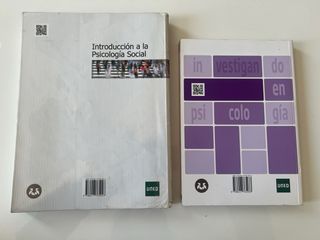 Introducción a la
Psicología Social
UNED
in vestigan do
en
psi colo gía
UNED